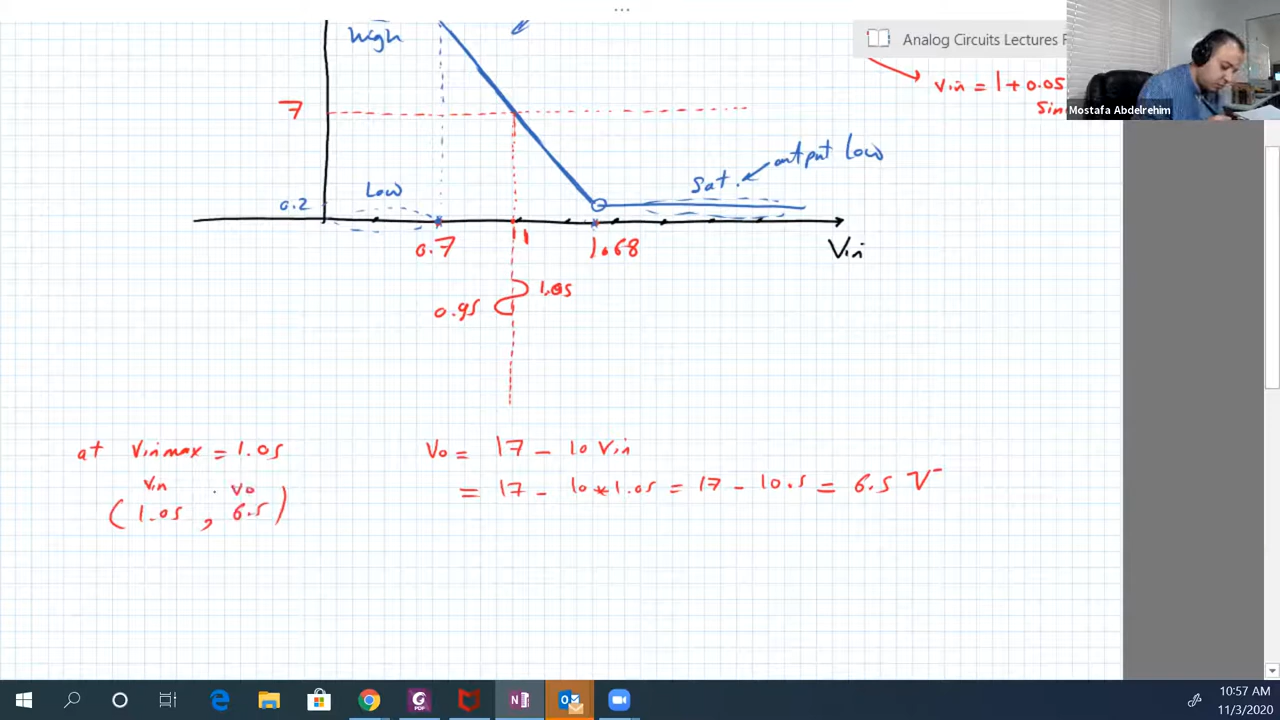 high
Analog Circuits Lectures F
Vin = 1 + 0.05
Mostafa Abdelrehim
7
output low
Sat.
Low
0.2
0.7
1
1.68
Vin
1.05
0.95
at Vinmax = 1.05
Vo = 17 - 10 Vin
Vin Vo
(1.05, 6.5)
= 17 - 10*1.05 = 17 - 10.5 = 6.5 V
10:57 AM
11/3/2020